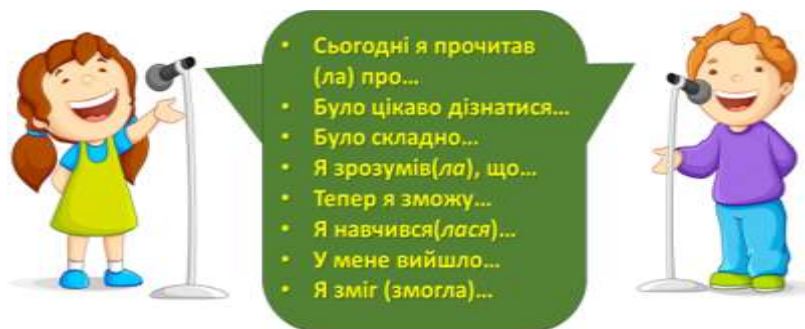 • Сьогодні я прочитав
(ла) про…
• Було цікаво дізнатися…
• Було складно…
• Я зрозумів(ла), що…
• Тепер я зможу…
• Я навчився(лася)…
• У мене вийшло…
• Я зміг (змогла)…